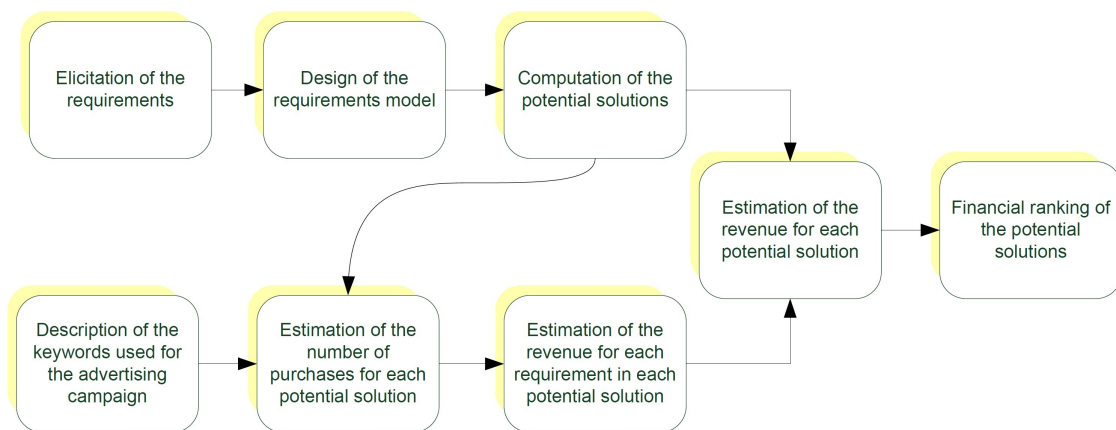 Elicitation of the
requirements
Design of the
requirements model
Computation of the
potential solutions
Estimation of the
revenue for each
potential solution
Financial ranking of
the potential
solutions
Description of the
keywords used for
the advertising
campaign
Estimation of the
number of
purchases for each
potential solution
Estimation of the
revenue for each
requirement in each
potential solution